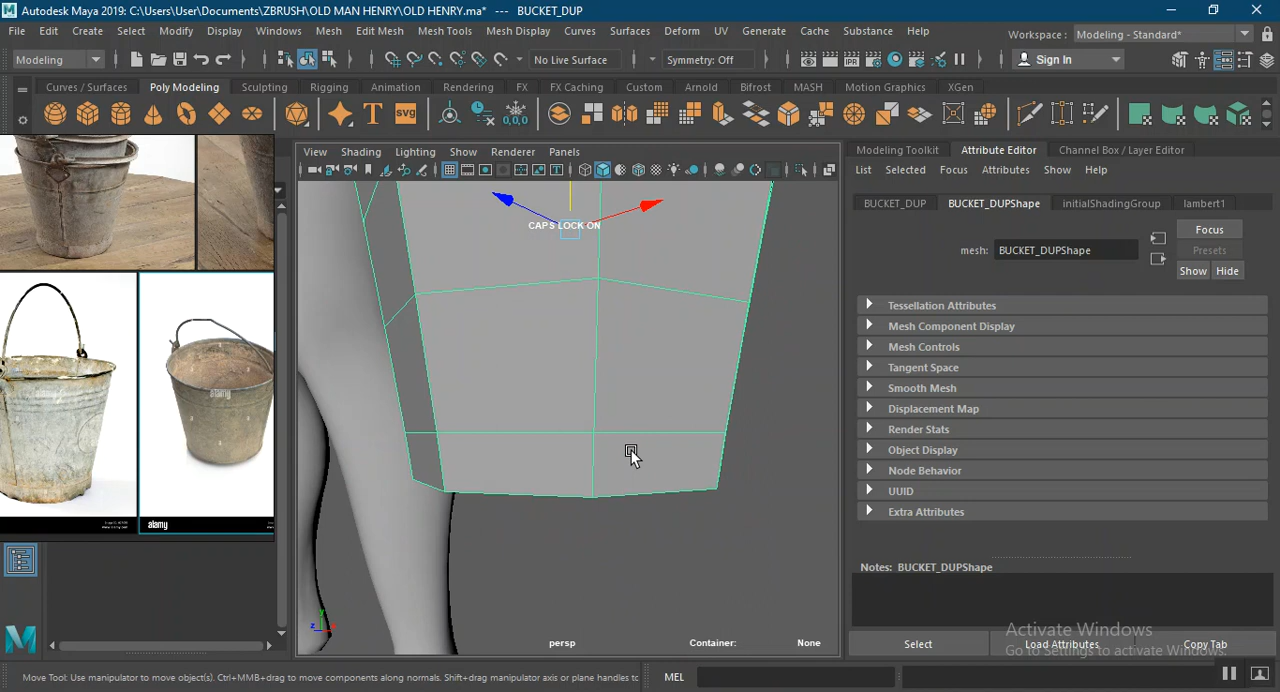 Autodesk Maya 2019: C:\Users\User\Documents\ZBRUSH\OLD MAN HENRY\OLD HENRY.ma* --- BUCKET_DUP
File Edit Create Select Modify Display Windows Mesh Edit Mesh Mesh Tools Mesh Display Curves Surfaces Deform UV Generate Cache Substance Help Workspace : Modeling - Standard*
Modeling No Live Surface Symmetry: Off Sign In
Curves / Surfaces Poly Modeling Sculpting Rigging Animation Rendering FX FX Caching Custom Arnold Bifrost MASH Motion Graphics XGen
T SVG 0,0,0
View Shading Lighting Show Renderer Panels
Modeling Toolkit Attribute Editor Channel Box / Layer Editor
List Selected Focus Attributes Show Help
BUCKET_DUP BUCKET_DUPShape initialShadingGroup lambert1
CAPS LOCK ON
Focus
mesh: BUCKET_DUPShape Presets
Show Hide
Tessellation Attributes
Mesh Component Display
Mesh Controls
Tangent Space
Smooth Mesh
Displacement Map
Render Stats
Object Display
Node Behavior
UUID
Extra Attributes
alamy
alamy
Notes: BUCKET_DUPShape
y
z x
persp Container: None
Activate Windows
Go to Settings to activate Windows.
Select Load Attributes Copy Tab
M
Move Tool: Use manipulator to move object(s). Ctrl+MMB+drag to move components along normals. Shift+drag manipulator axis or plane handles to
MEL